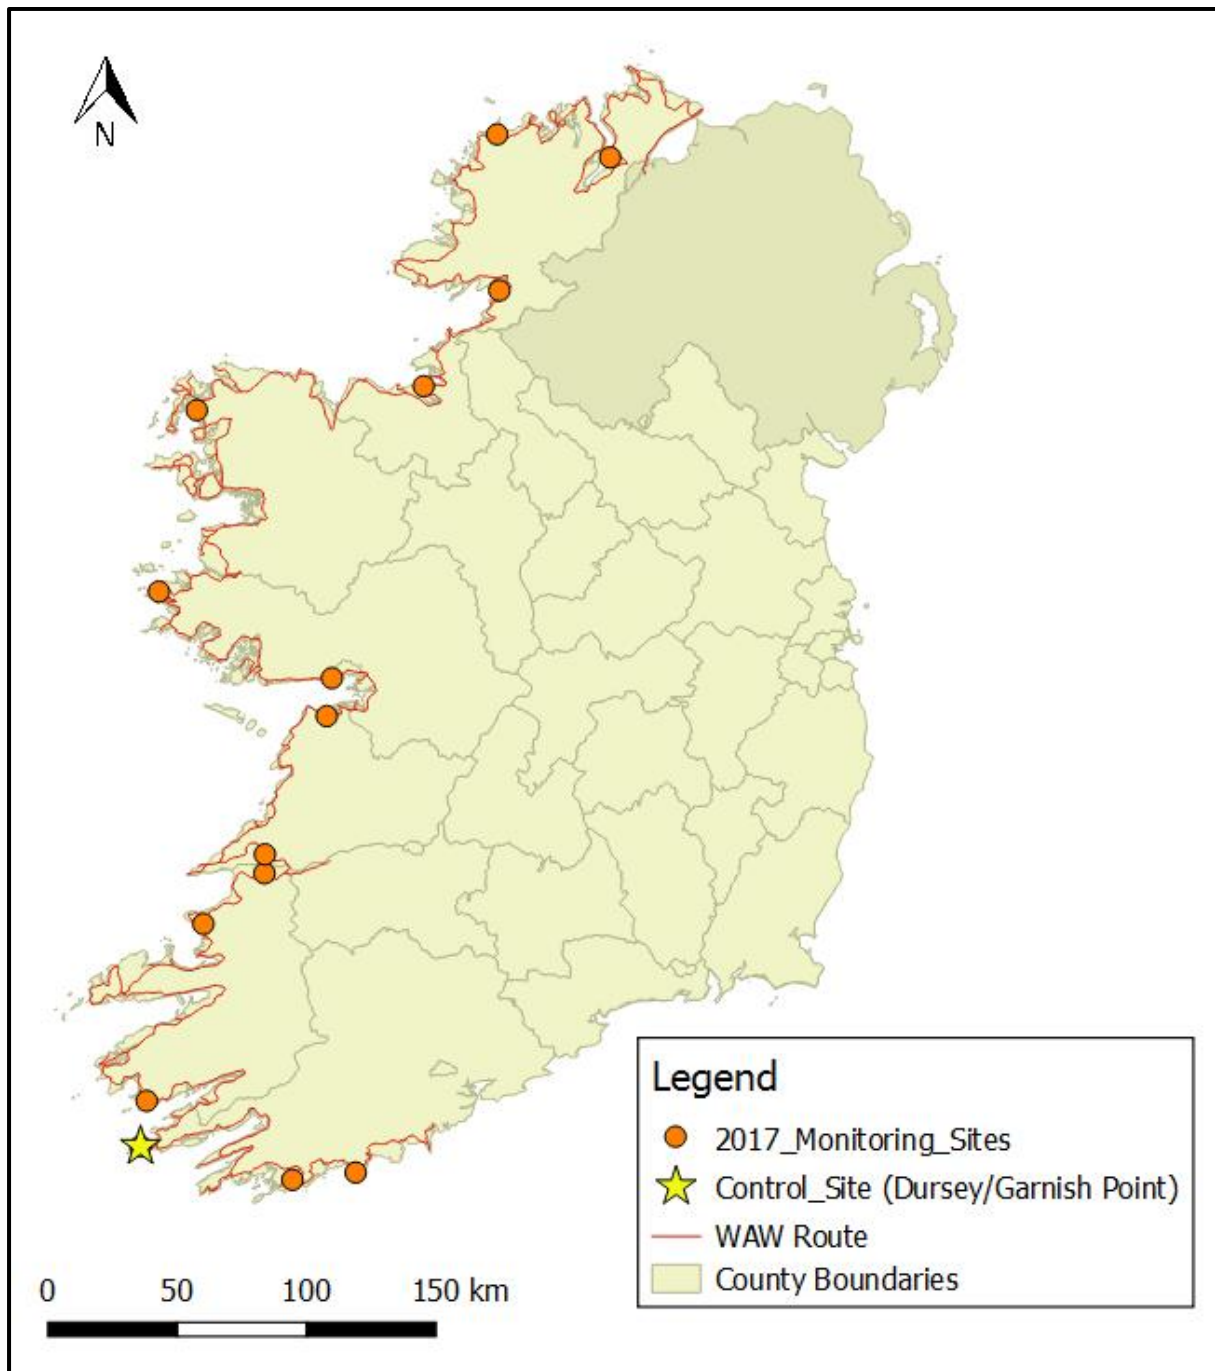 N
Legend
2017_Monitoring_Sites
Control_Site (Dursey/Garnish Point)
WAW Route
County Boundaries
0 50 100 150 km